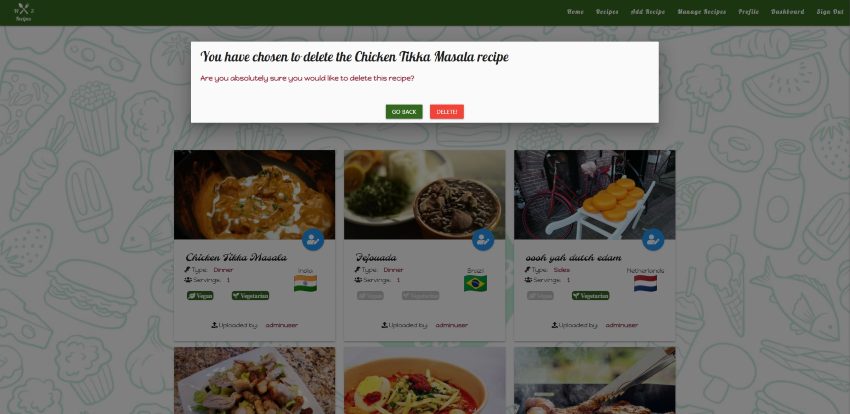 W S
Recipes
Home Recipes Add Recipe Manage Recipes Profile Dashboard Sign Out
You have chosen to delete the Chicken Tikka Masala recipe
Are you absolutely sure you would like to delete this recipe?
GO BACK DELETE!
Chicken Tikka Masala
Type: Dinner
India
Servings: 1
Vegan Vegetarian
Uploaded by: adminuser
Fejouada
Type: Dinner
Brazil
Servings: 1
Vegan Vegetarian
Uploaded by: adminuser
oooh yah dutch edam
Type: Sides
Netherlands
Servings: 1
Vegan Vegetarian
Uploaded by: adminuser